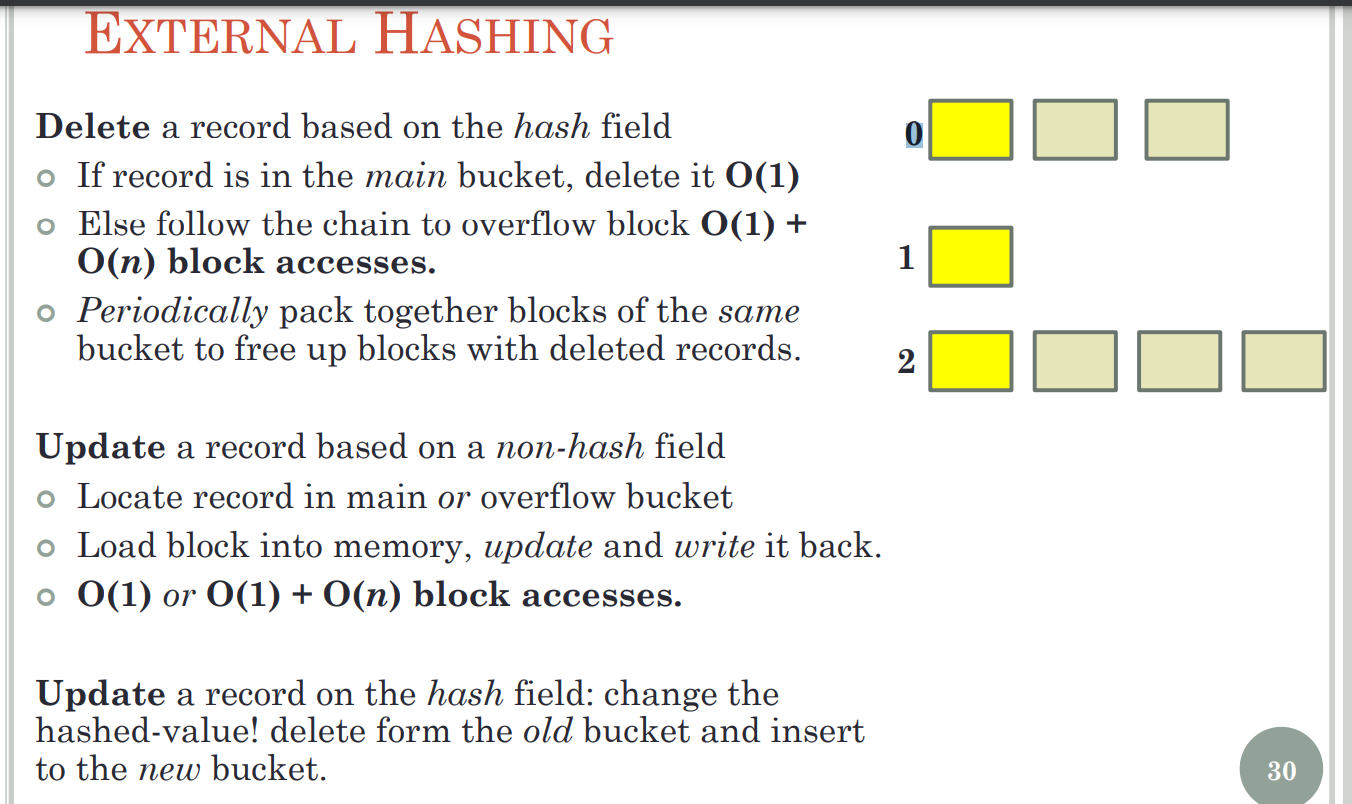 EXTERNAL HASHING
Delete a record based on the hash field
If record is in the main bucket, delete it O(1)
Else follow the chain to overflow block O(1) +
O(n) block accesses.
Periodically pack together blocks of the same
bucket to free up blocks with deleted records.
Update a record based on a non-hash field
Locate record in main or overflow bucket
Load block into memory, update and write it back.
O(1) or O(1) + O(n) block accesses.
Update a record on the hash field: change the
hashed-value! delete form the old bucket and insert
to the new bucket.
0
1
2
30